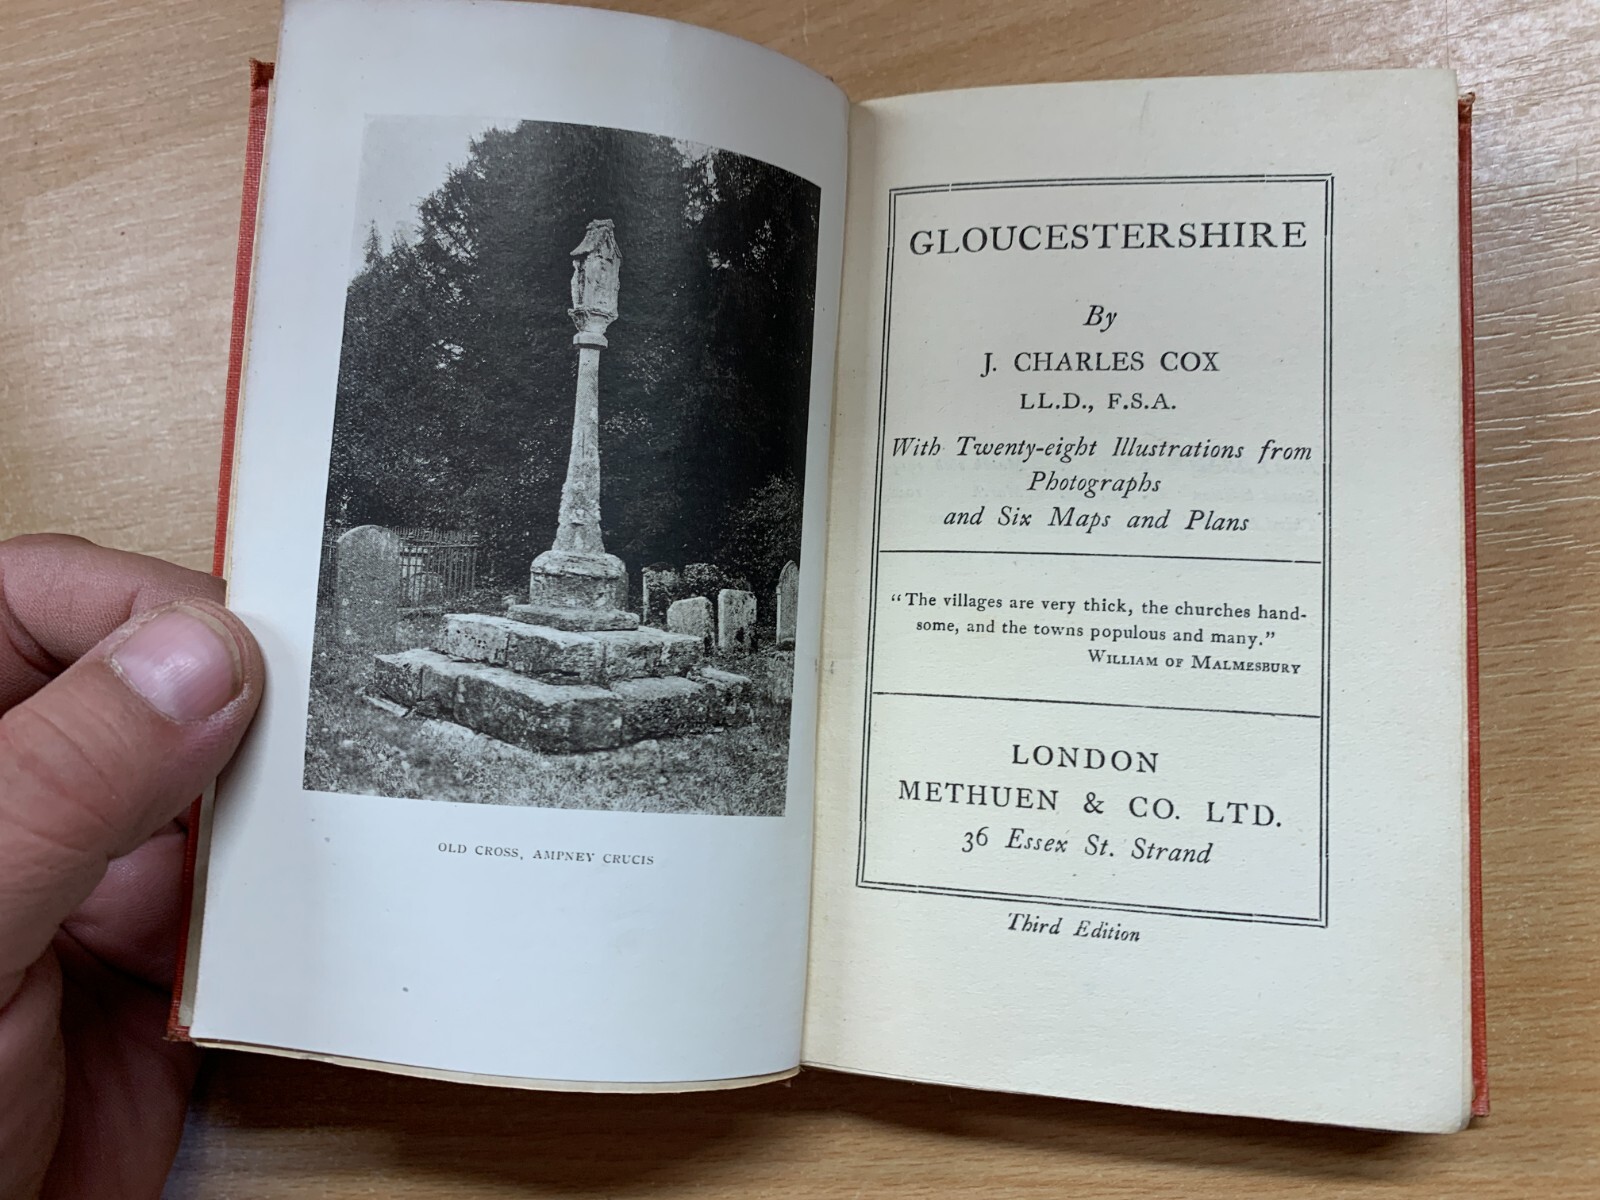 OLD CROSS, AMPNEY CRUCIS
GLOUCESTERSHIRE
By
J. CHARLES COX
LL.D., F.S.A.
With Twenty-eight Illustrations from
Photographs
and Six Maps and Plans
“The villages are very thick, the churches hand-
some, and the towns populous and many.”
WILLIAM OF MALMESBURY
LONDON
METHUEN & CO. LTD.
36 Essex St. Strand
Third Edition